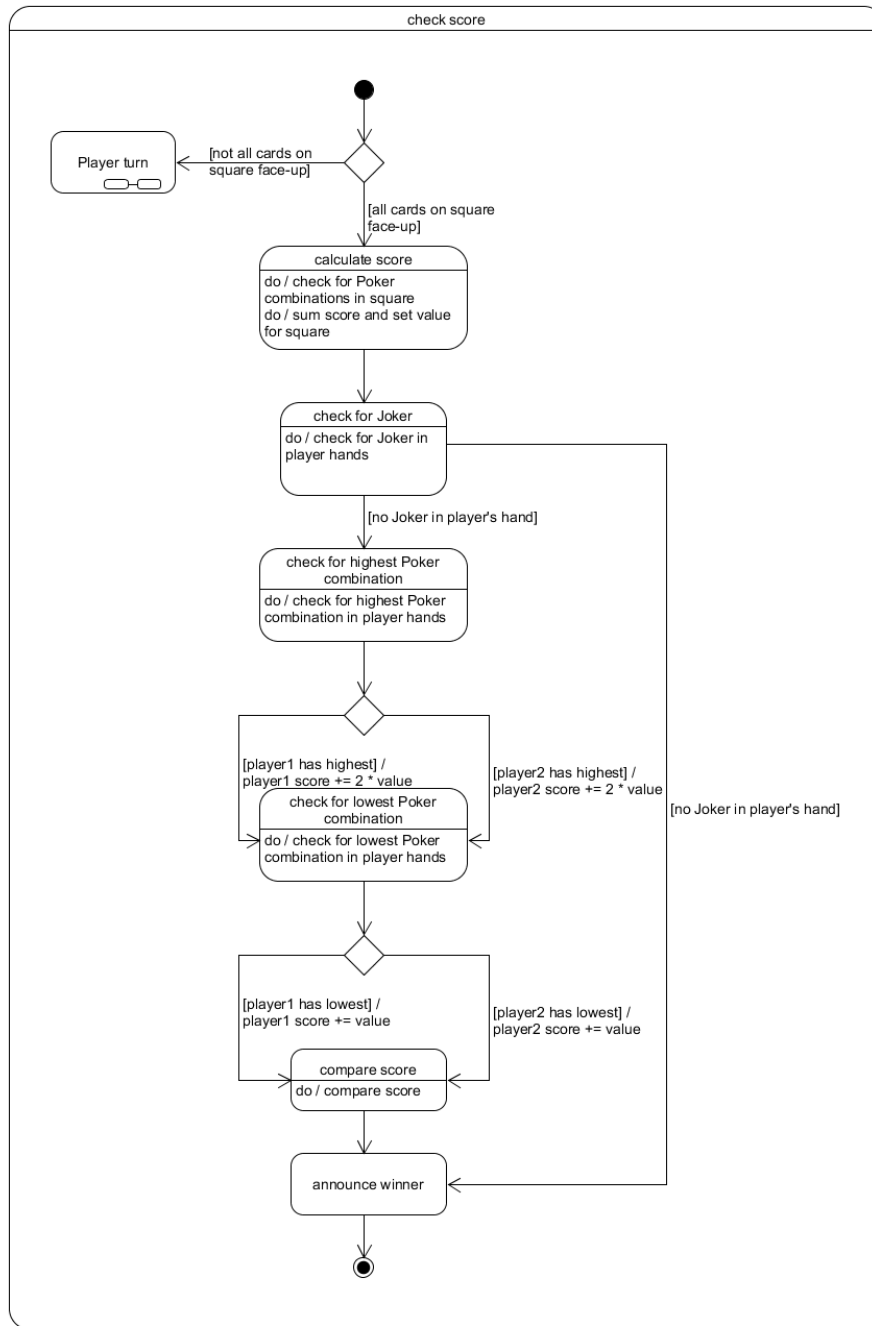 check score
Player turn
[not all cards on
square face-up]
[all cards on square
face-up]
calculate score
do / check for Poker
combinations in square
do / sum score and set value
for square
check for Joker
do / check for Joker in
player hands
[no Joker in player's hand]
check for highest Poker
combination
do / check for highest Poker
combination in player hands
[player1 has highest] /
player1 score += 2 * value
[player2 has highest] /
player2 score += 2 * value
[no Joker in player's hand]
check for lowest Poker
combination
do / check for lowest Poker
combination in player hands
[player1 has lowest] /
player1 score += value
[player2 has lowest] /
player2 score += value
compare score
do / compare score
announce winner